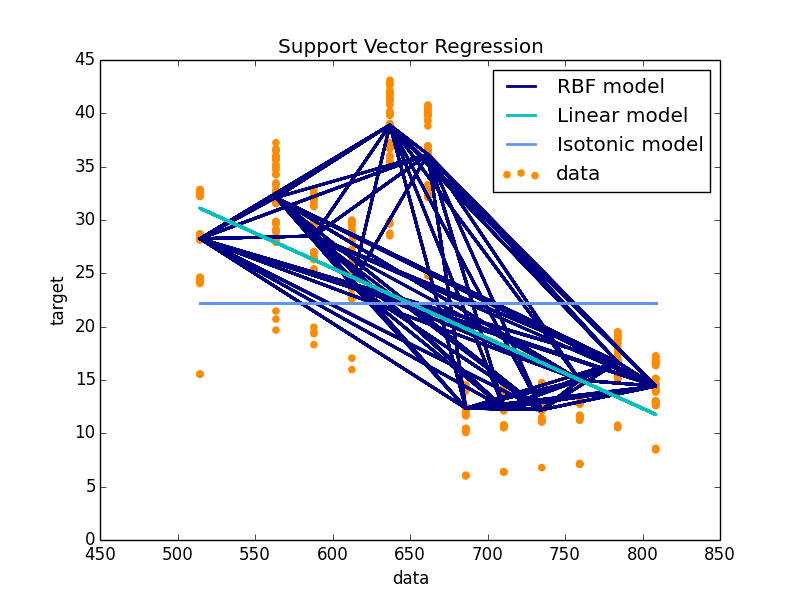 Support Vector Regression
RBF model
Linear model
Isotonic model
data
45
40
35
30
25
20
15
10
5
0
target
450
500
550
600
650
700
750
800
850
data